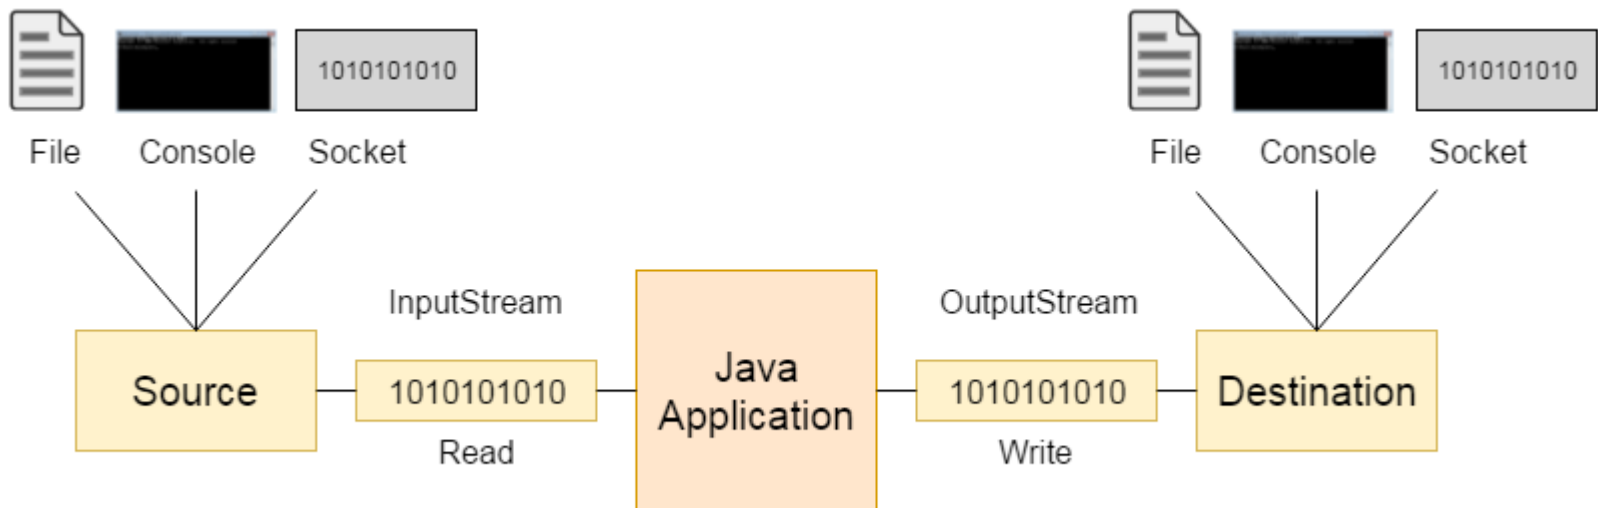 1010101010
1010101010
File Console Socket
File Console Socket
InputStream
OutputStream
Source
1010101010
Java
Application
1010101010
Destination
Read
Write